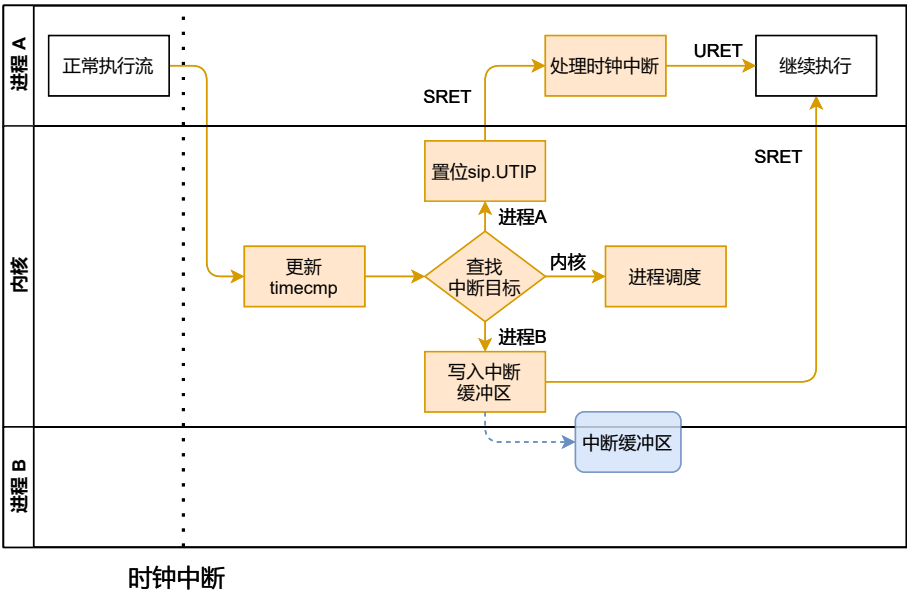 进程 A
正常执行流
处理时钟中断
URET
继续执行
SRET
内核
置位sip.UTIP
SRET
进程A
更新
timecmp
查找
中断目标
内核
进程调度
进程B
写入中断
缓冲区
进程 B
中断缓冲区
时钟中断